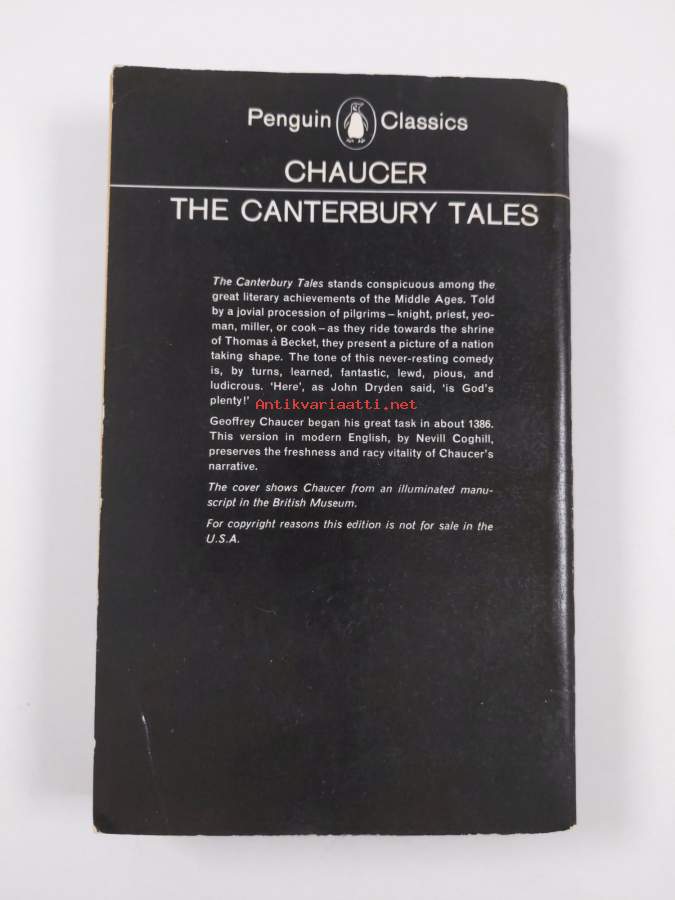 Penguin Classics
CHAUCER
THE CANTERBURY TALES
The Canterbury Tales stands conspicuous among the
great literary achievements of the Middle Ages. Told
by a jovial procession of pilgrims – knight, priest, yeo-
man, miller, or cook – as they ride towards the shrine
of Thomas à Becket, they present a picture of a nation
taking shape. The tone of this never-resting comedy
is, by turns, learned, fantastic, lewd, pious, and
ludicrous. ‘Here’, as John Dryden said, ‘is God's
plenty!’
Antikvariaatti.net
Geoffrey Chaucer began his great task in about 1386.
This version in modern English, by Nevill Coghill,
preserves the freshness and racy vitality of Chaucer's
narrative.
The cover shows Chaucer from an illuminated manu-
script in the British Museum.
For copyright reasons this edition is not for sale in the
U.S.A.